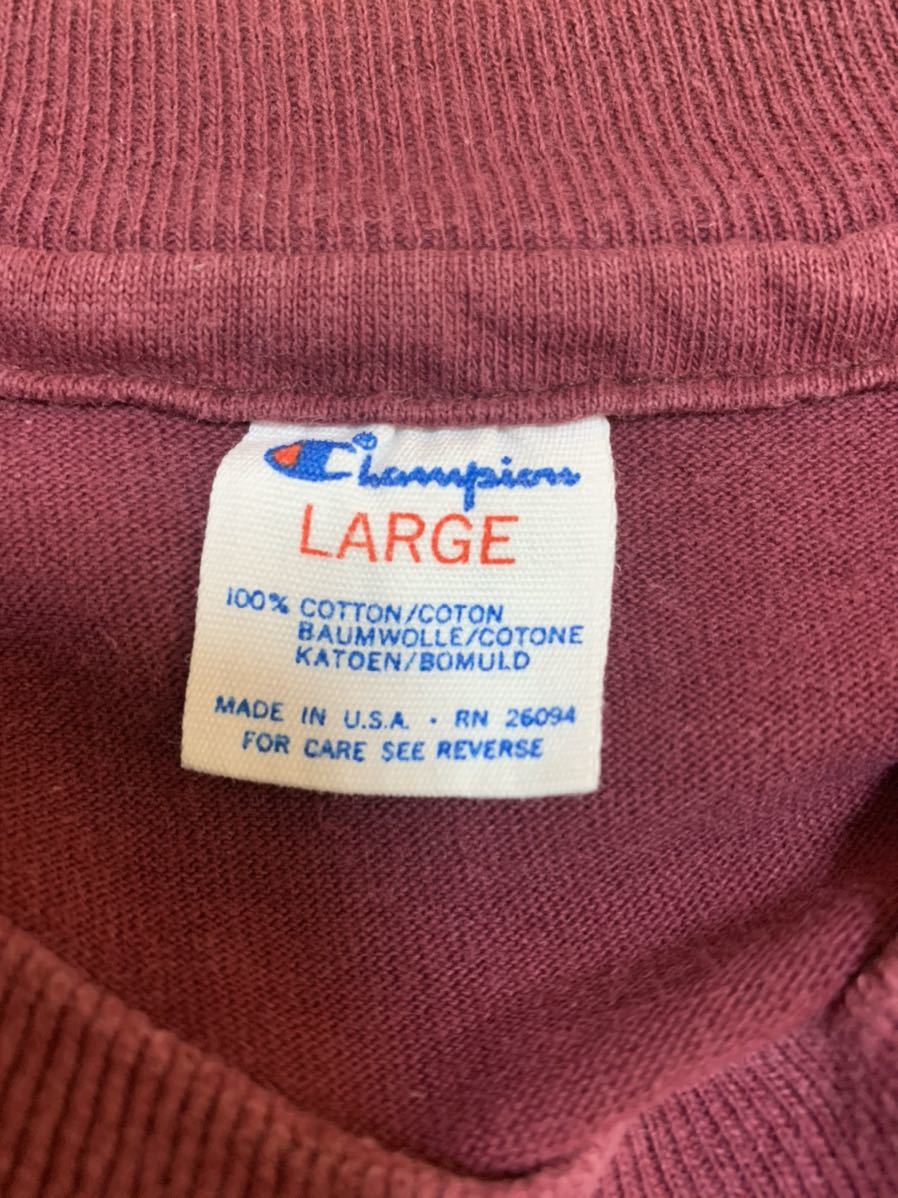 Champion
LARGE
100% COTTON/COTON
BAUMWOLLE/COTONE
KATOEN/BOMULD
MADE IN U.S.A. · RN 26094
FOR CARE SEE REVERSE